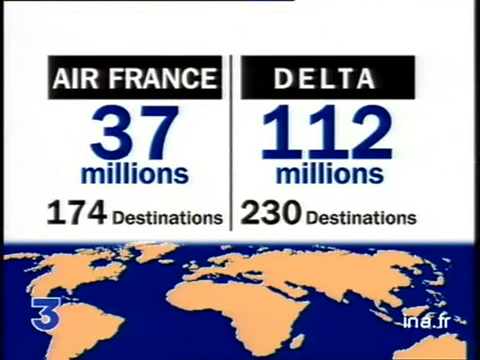 AIR FRANCE
37
millions
174 Destinations
DELTA
112
millions
230 Destinations
3
ina.fr